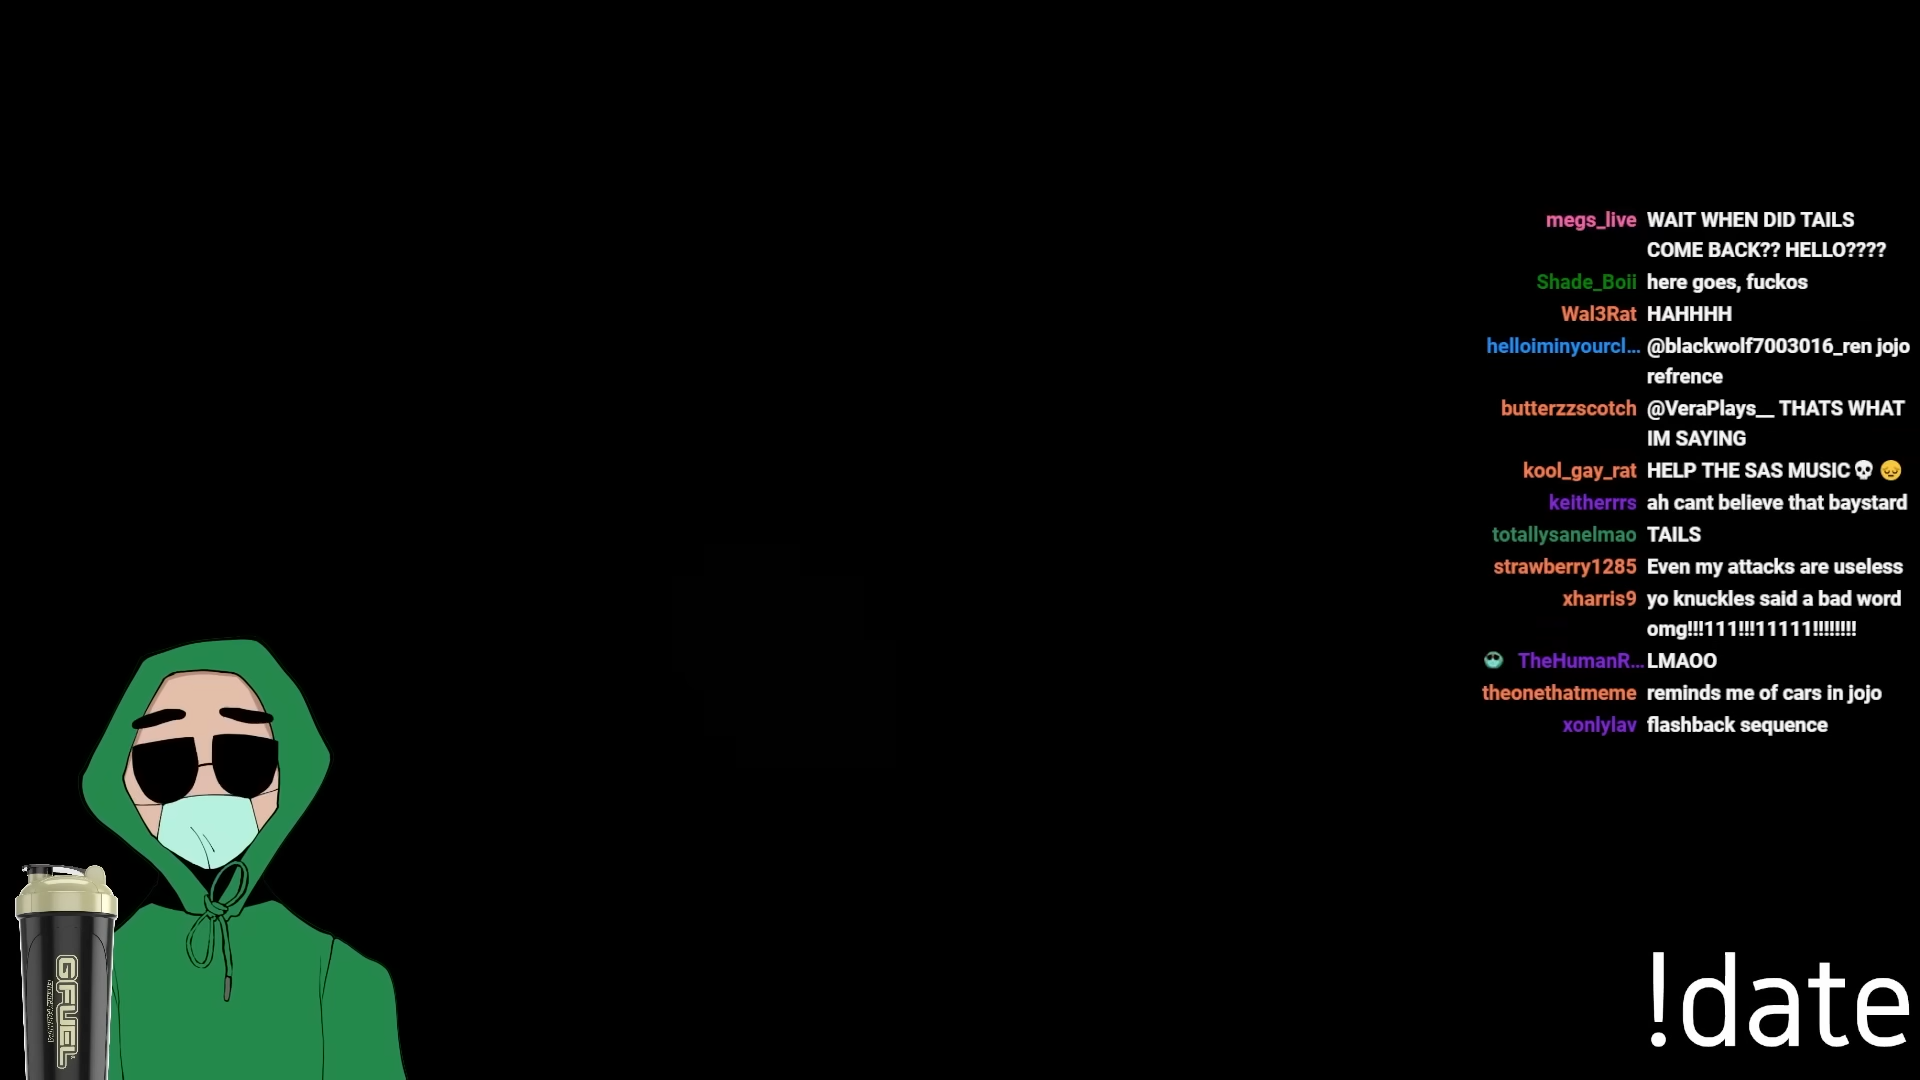 megs_live WAIT WHEN DID TAILS
COME BACK?? HELLO????
Shade_Boii here goes, fuckos
Wal3Rat HAHHHH
helloiminyourcl... @blackwolf7003016_ren jojo
refrence
butterzzscotch @VeraPlays__ THATS WHAT
IM SAYING
kool_gay_rat HELP THE SAS MUSIC💀 😞
keitherrrs ah cant believe that baystard
totallysanelmao TAILS
strawberry1285 Even my attacks are useless
xharris9 yo knuckles said a bad word
omg!!!111!!!11111!!!!!!!!
TheHumanR... LMAOO
theonethatmeme reminds me of cars in jojo
xonlylav flashback sequence
GFUEL
!date